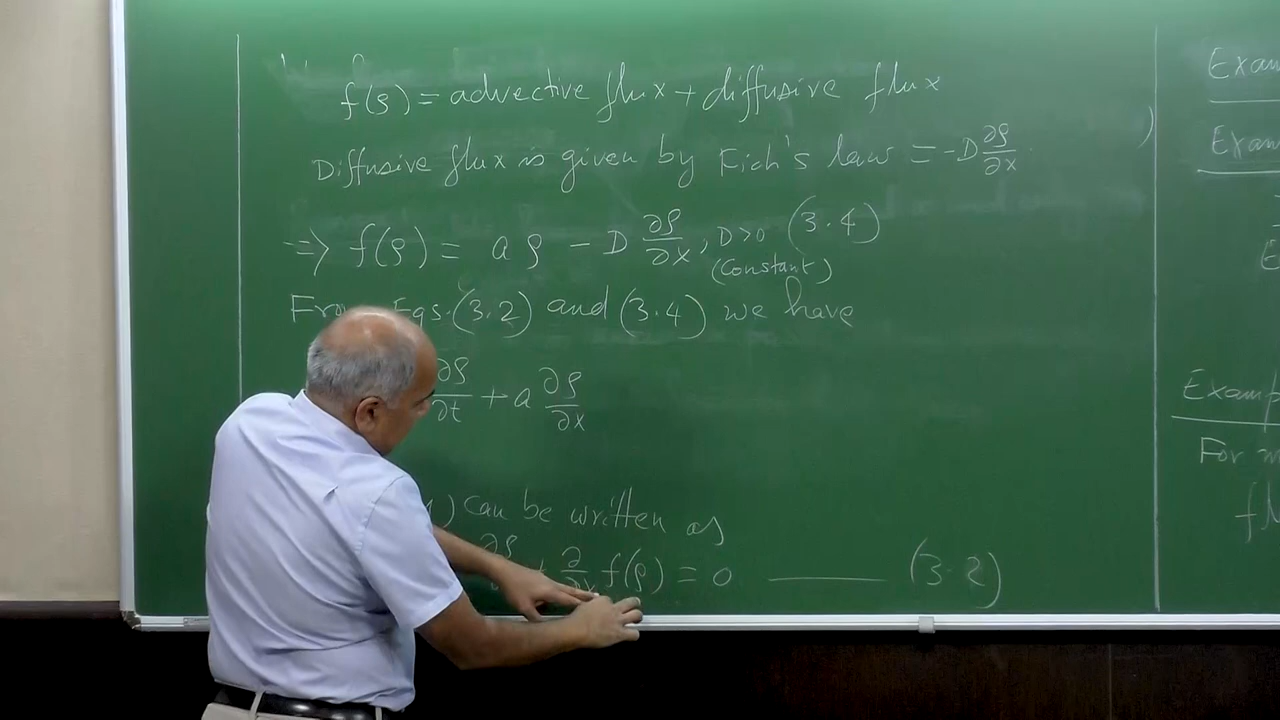 f(ρ) = advective flux + diffusive flux
Diffusive flux is given by Fich's law = -D ∂ρ/∂x.
⇒ f(ρ) = aρ - D ∂ρ/∂x, D>0 (3.4)
(constant)
Eqs.(3.2) and (3.4) we have
∂ρ/∂t + a ∂ρ/∂x
) can be written as
+ ∂/∂x f(ρ) = 0. ——— (3.2)
Exam
Exam
Examp
For